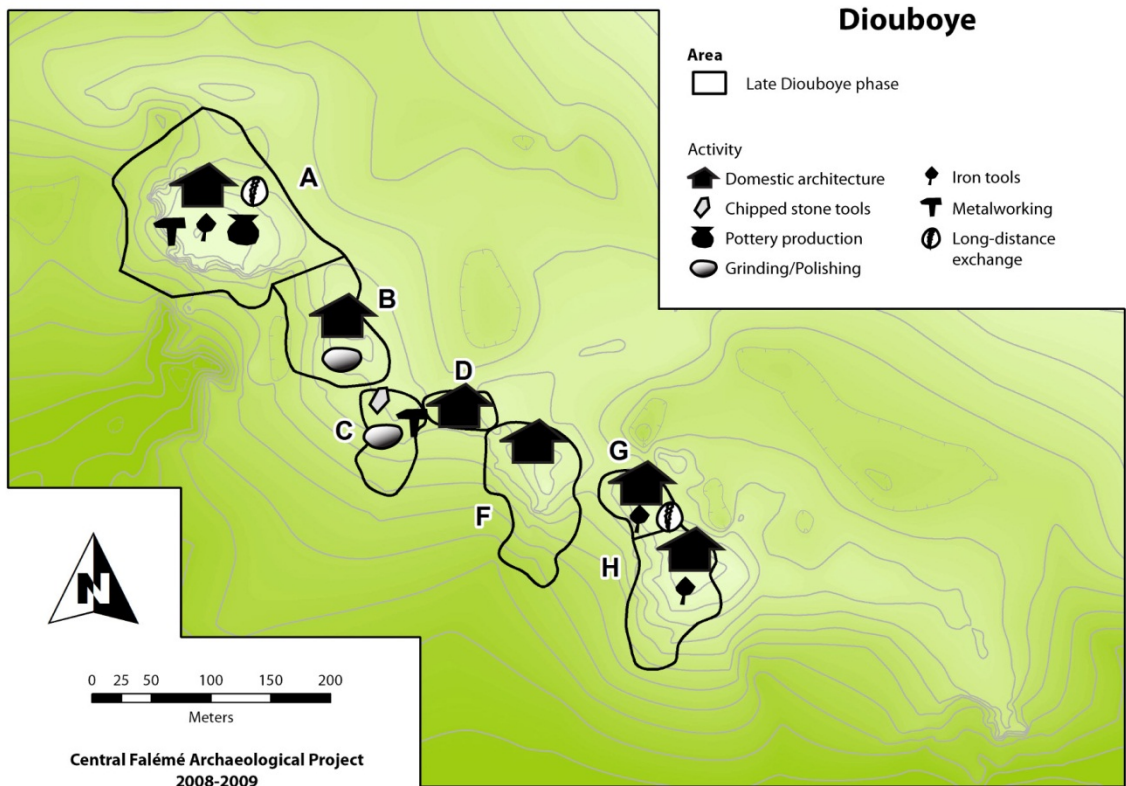 Diouboye
Area
Late Diouboye phase
Activity
Domestic architecture
Chipped stone tools
Pottery production
Grinding/Polishing
Iron tools
Metalworking
Long-distance
exchange
A
B
D
C
G
F
H
N
0 25 50 100 150 200
Meters
Central Falémé Archaeological Project
2008-2009